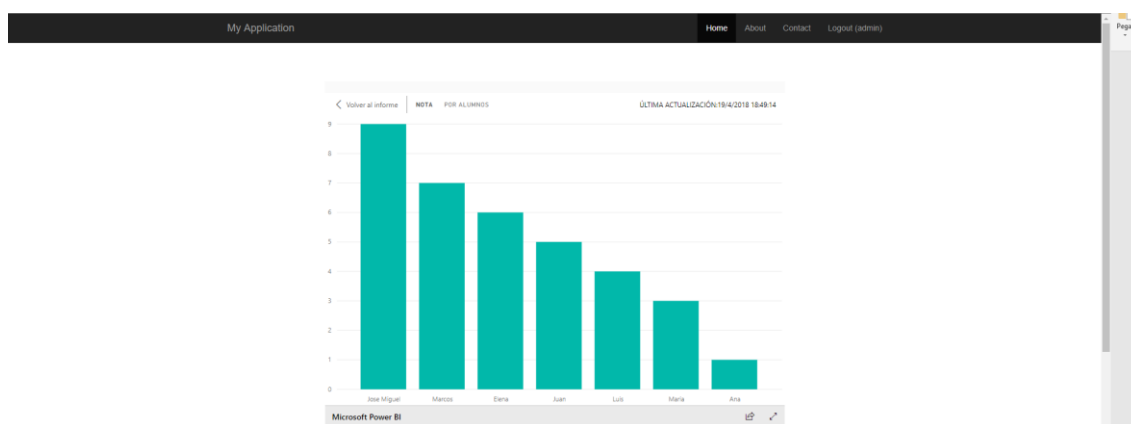 My Application Home About Contact Logout (admin)
Pega
Volver al informe NOTA POR ALUMNOS ÚLTIMA ACTUALIZACIÓN:19/4/2018 18:49:14
9
8
7
6
5
4
3
2
1
0
Jose Miguel Marcos Elena Juan Luis Maria Ana
Microsoft Power BI